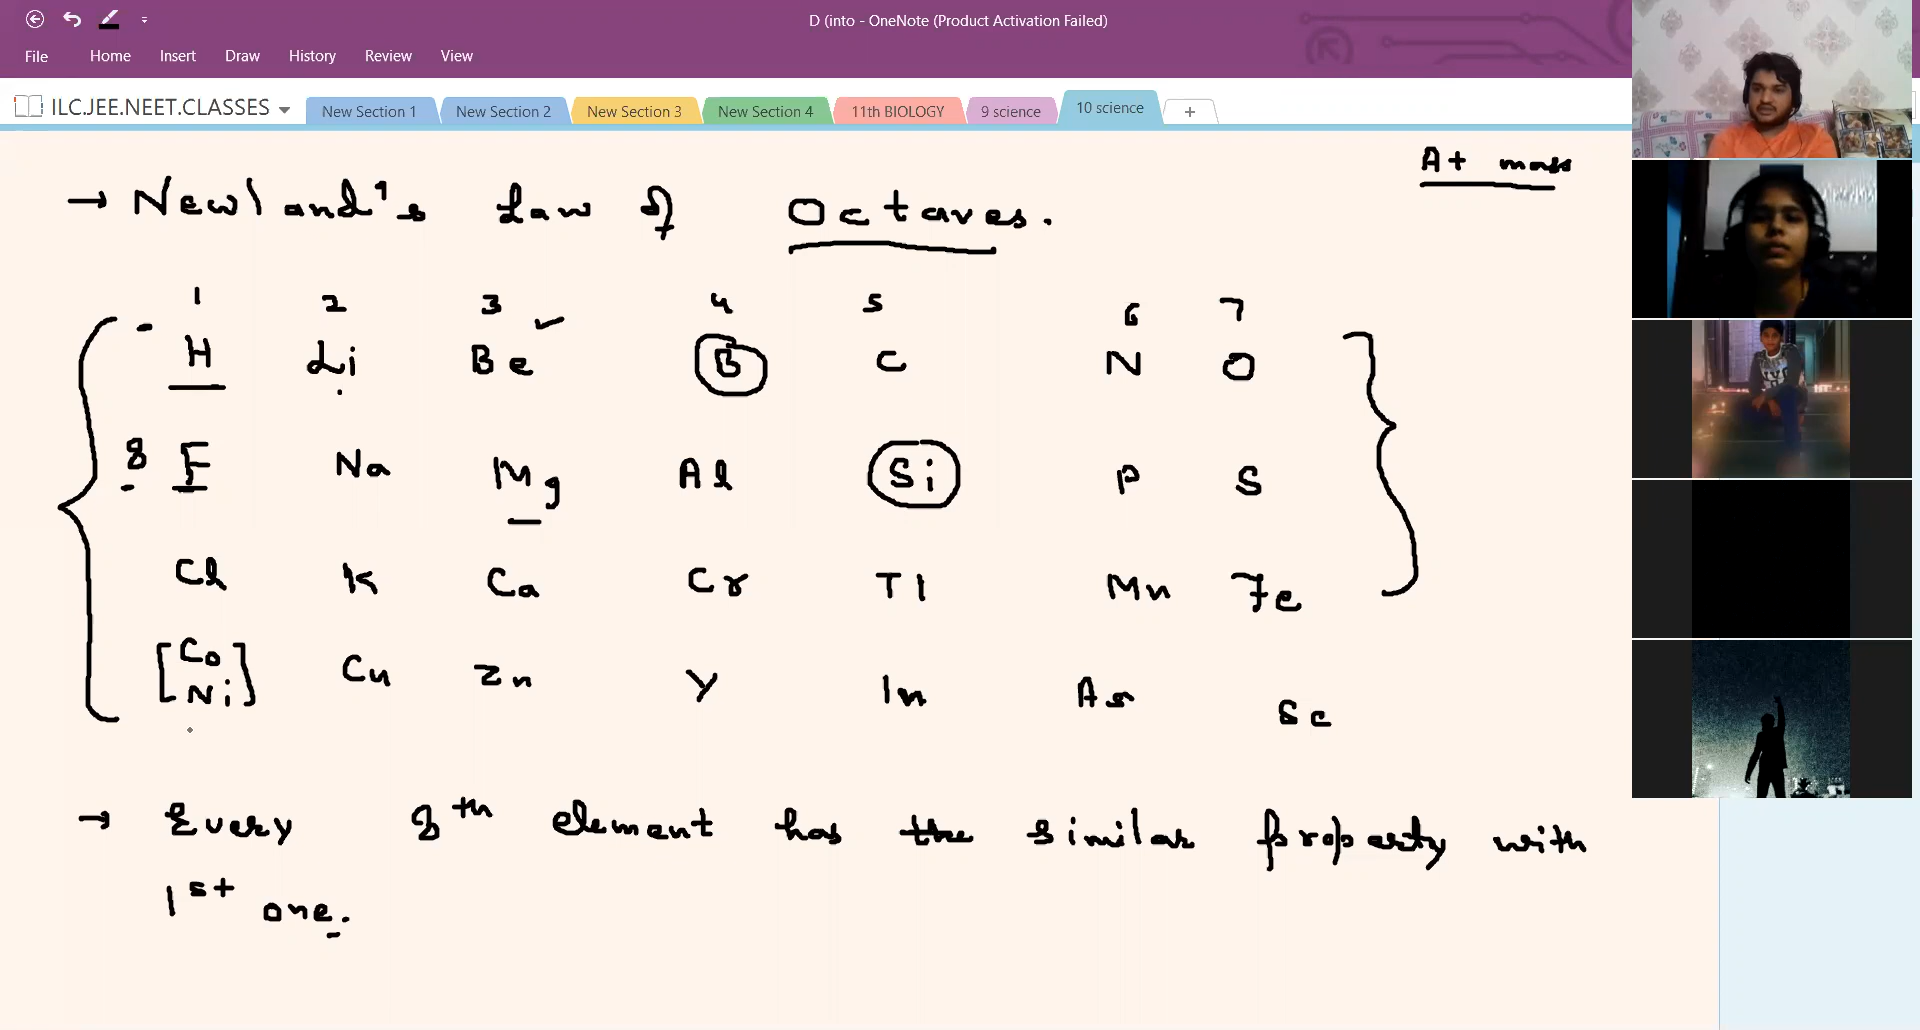 D (into - OneNote (Product Activation Failed)
File Home Insert Draw History Review View
ILC.JEE.NEET.CLASSES New Section 1 New Section 2 New Section 3 New Section 4 11th BIOLOGY 9 science 10 science +
At mass
→ Newland's Law of Octaves.
1 2 3 4 5 6 7
H Li Be B C N O
8 F Na Mg Al Si P S
Cl K Ca Cr TI Mn Fe
[Co Cu Zn Y In As Se
Ni]
→ Every 8th element has the similar property with
1st one.